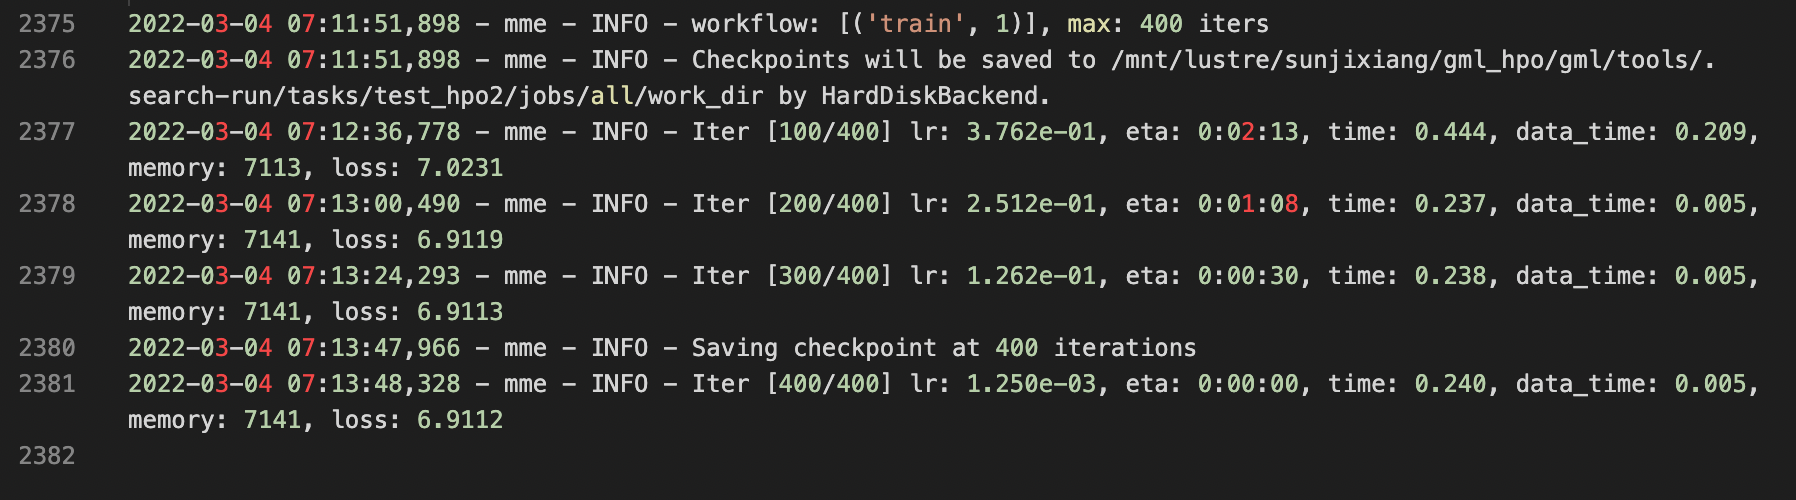 2375 2022-03-04 07:11:51,898 - mme - INFO - workflow: [('train', 1)], max: 400 iters
2376 2022-03-04 07:11:51,898 - mme - INFO - Checkpoints will be saved to /mnt/lustre/sunjixiang/gml_hpo/gml/tools/.
search-run/tasks/test_hpo2/jobs/all/work_dir by HardDiskBackend.
2377 2022-03-04 07:12:36,778 - mme - INFO - Iter [100/400] lr: 3.762e-01, eta: 0:02:13, time: 0.444, data_time: 0.209,
memory: 7113, loss: 7.0231
2378 2022-03-04 07:13:00,490 - mme - INFO - Iter [200/400] lr: 2.512e-01, eta: 0:01:08, time: 0.237, data_time: 0.005,
memory: 7141, loss: 6.9119
2379 2022-03-04 07:13:24,293 - mme - INFO - Iter [300/400] lr: 1.262e-01, eta: 0:00:30, time: 0.238, data_time: 0.005,
memory: 7141, loss: 6.9113
2380 2022-03-04 07:13:47,966 - mme - INFO - Saving checkpoint at 400 iterations
2381 2022-03-04 07:13:48,328 - mme - INFO - Iter [400/400] lr: 1.250e-03, eta: 0:00:00, time: 0.240, data_time: 0.005,
memory: 7141, loss: 6.9112
2382